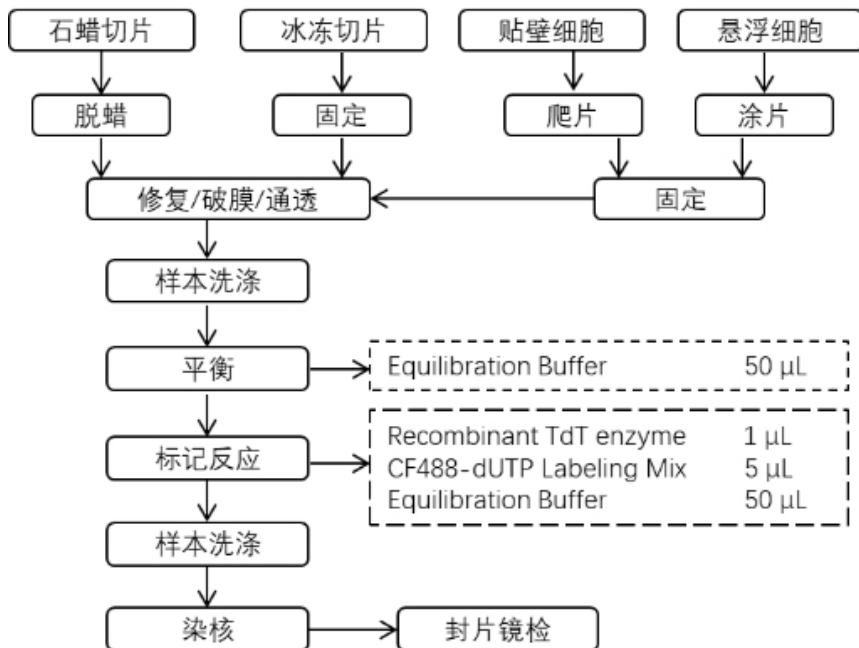 石蜡切片
冰冻切片
贴壁细胞
悬浮细胞
脱蜡
固定
爬片
涂片
修复/破膜/通透
固定
样本洗涤
平衡
Equilibration Buffer 50 μL
标记反应
Recombinant TdT enzyme 1 μL
CF488-dUTP Labeling Mix 5 μL
Equilibration Buffer 50 μL
样本洗涤
染核
封片镜检